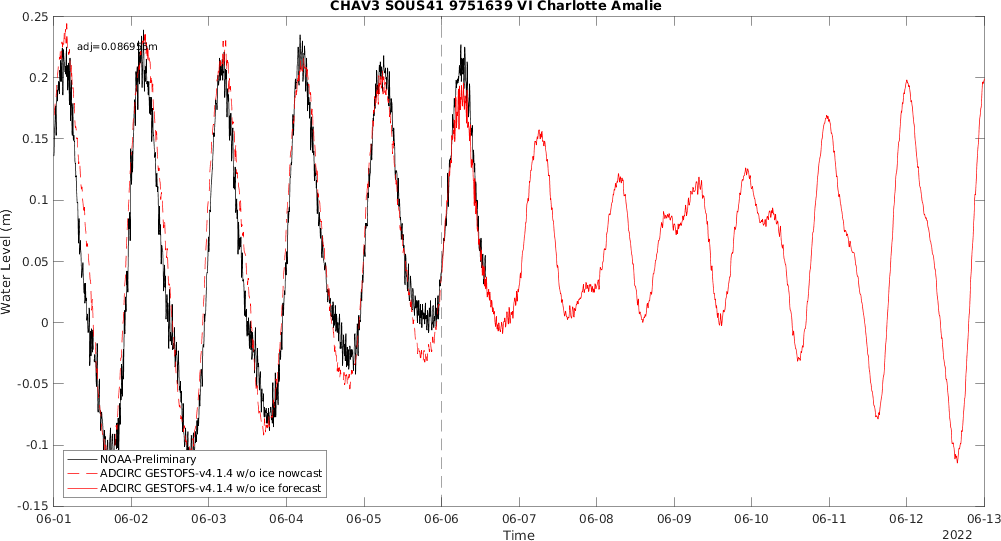 CHAV3 SOUS41 9751639 VI Charlotte Amalie
0.25
0.2
0.15
0.1
0.05
0
-0.05
-0.1
-0.15
Water Level (m)
NOAA-Preliminary
ADCIRC GESTOFS-v4.1.4 w/o ice nowcast
ADCIRC GESTOFS-v4.1.4 w/o ice forecast
06-01 06-02 06-03 06-04 06-05 06-06 06-07 06-08 06-09 06-10 06-11 06-12 06-13
Time
2022